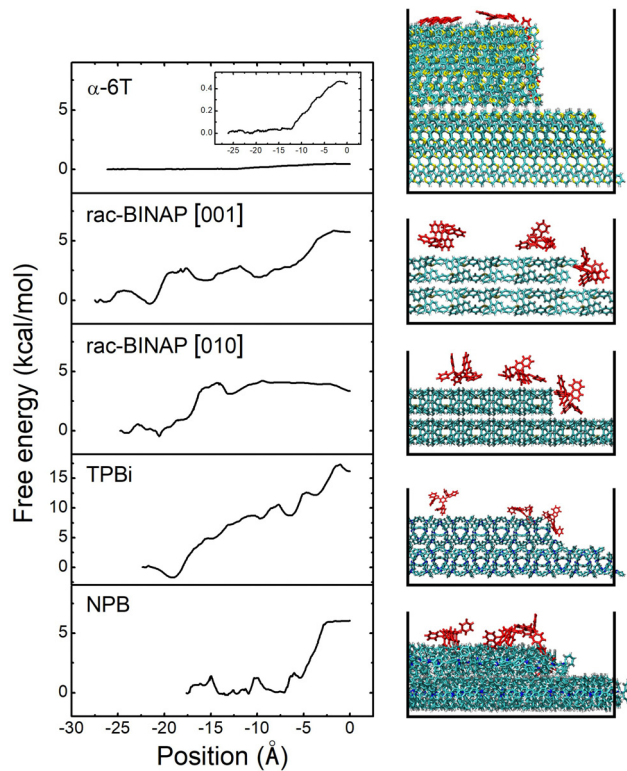 α-6T
0.4
0.2
0.0
-25 -20 -15 -10 -5 0
5
0
rac-BINAP [001]
5
0
rac-BINAP [010]
5
0
TPBi
15
10
5
0
NPB
5
0
-30 -25 -20 -15 -10 -5 0
Position (Å)
Free energy (kcal/mol)